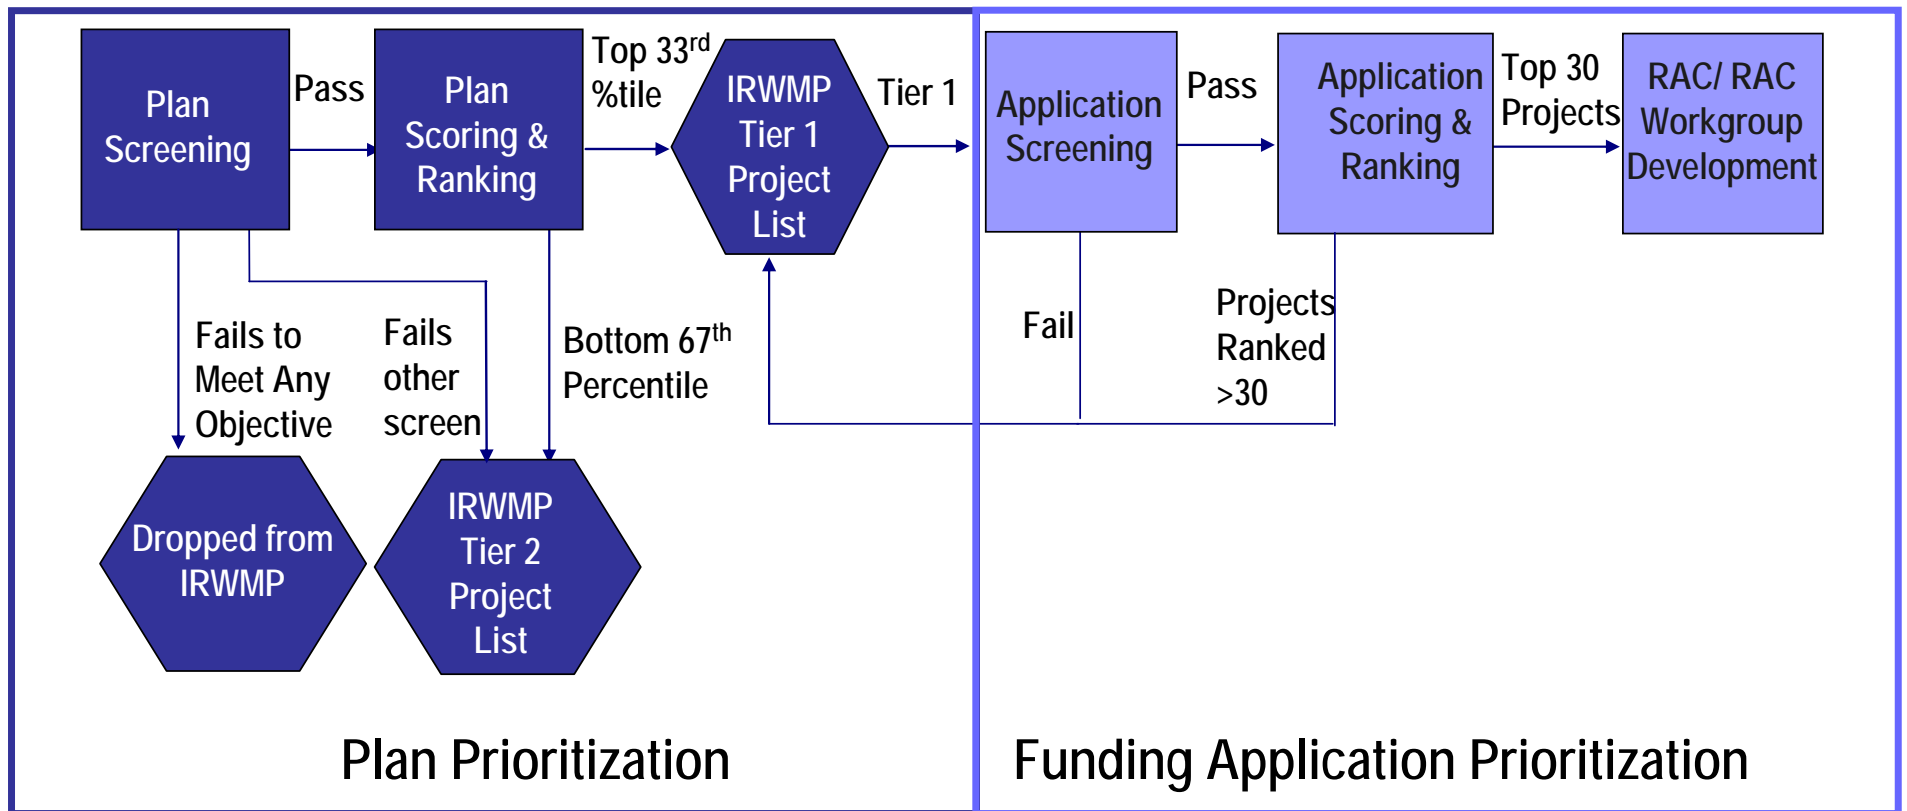 Plan
Screening
Pass
Plan
Scoring &
Ranking
Top 33rd
%tile
IRWMP
Tier 1
Project
List
Tier 1
Application
Screening
Pass
Application
Scoring &
Ranking
Top 30
Projects
RAC/ RAC
Workgroup
Development
Fails to
Meet Any
Objective
Fails
other
screen
Bottom 67th
Percentile
Fail
Projects
Ranked
>30
Dropped from
IRWMP
IRWMP
Tier 2
Project
List
Plan Prioritization
Funding Application Prioritization